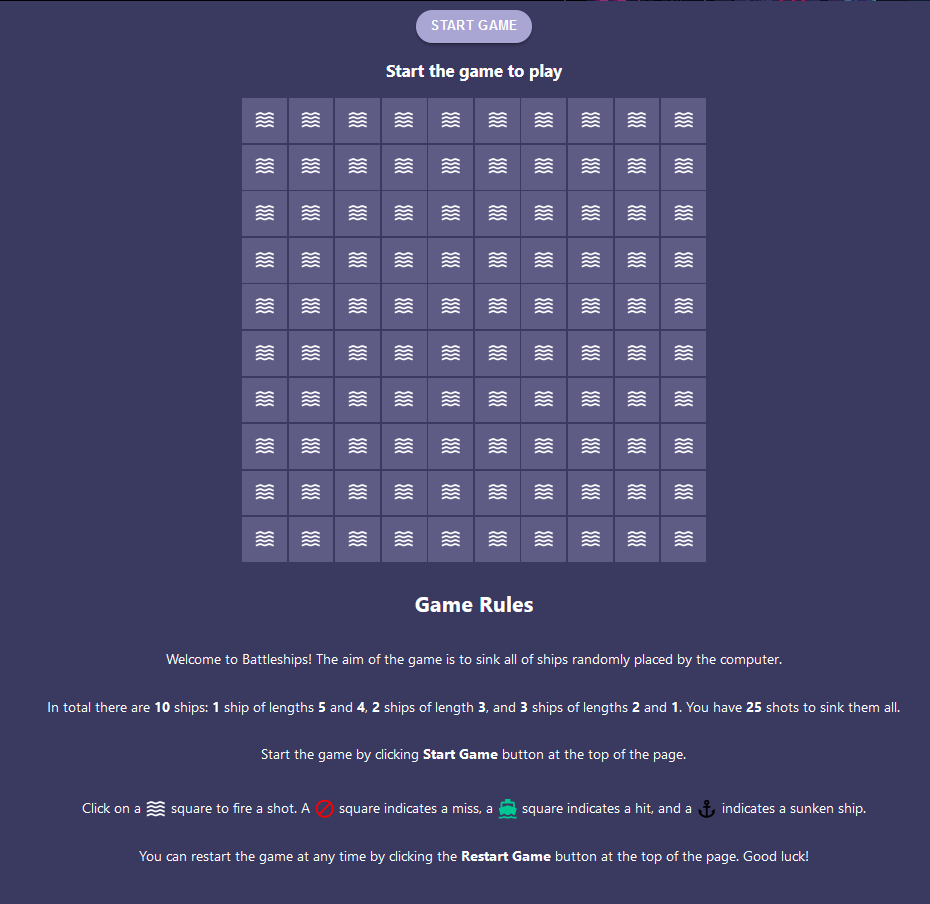 START GAME
Start the game to play
Game Rules
Welcome to Battleships! The aim of the game is to sink all of ships randomly placed by the computer.
In total there are 10 ships: 1 ship of lengths 5 and 4, 2 ships of length 3, and 3 ships of lengths 2 and 1. You have 25 shots to sink them all.
Start the game by clicking Start Game button at the top of the page.
Click on a square to fire a shot. A square indicates a miss, a square indicates a hit, and a indicates a sunken ship.
You can restart the game at any time by clicking the Restart Game button at the top of the page. Good luck!